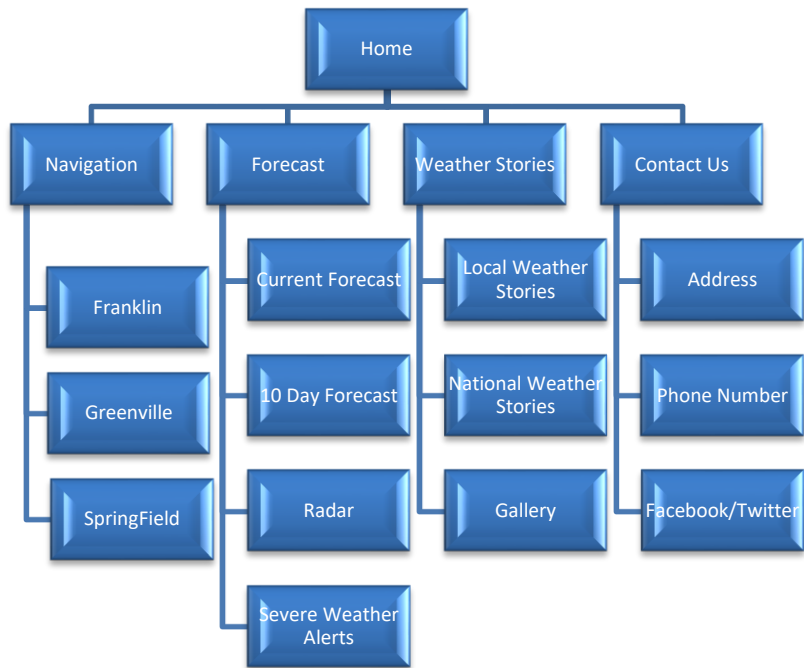 Home
Navigation
Forecast
Weather Stories
Contact Us
Franklin
Greenville
SpringField
Current Forecast
10 Day Forecast
Radar
Severe Weather
Alerts
Local Weather
Stories
National Weather
Stories
Gallery
Address
Phone Number
Facebook/Twitter